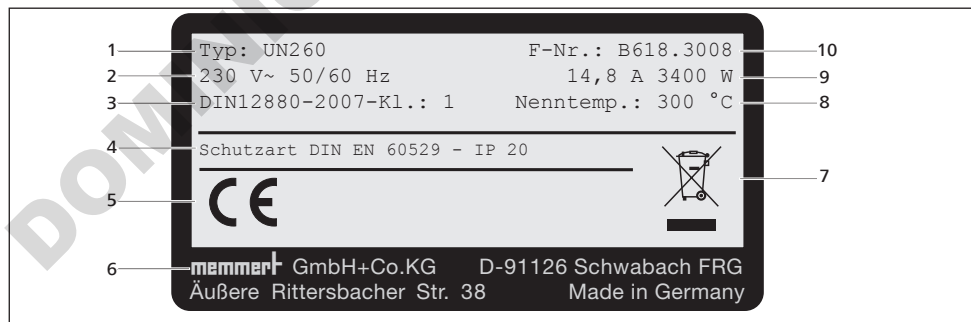 DOMINIC
1 Typ: UN260 F-Nr.: B618.3008 10
2 230 V~ 50/60 Hz 14,8 A 3400 W 9
3 DIN12880-2007-Kl.: 1 Nenntemp.: 300 °C 8
4 Schutzart DIN EN 60529 - IP 20
5 CE 7
6 memmert GmbH+Co.KG D-91126 Schwabach FRG
Äußere Rittersbacher Str. 38 Made in Germany